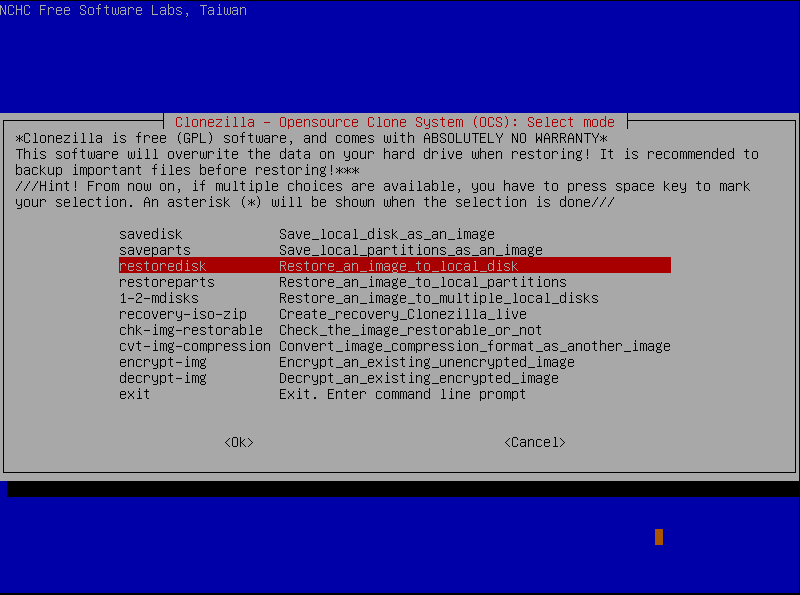 NCHC Free Software Labs, Taiwan
Clonezilla - Opensource Clone System (OCS): Select mode
*Clonezilla is free (GPL) software, and comes with ABSOLUTELY NO WARRANTY*
This software will overwrite the data on your hard drive when restoring! It is recommended to
backup important files before restoring!***
///Hint! From now on, if multiple choices are available, you have to press space key to mark
your selection. An asterisk (*) will be shown when the selection is done///
savedisk Save_local_disk_as_an_image
saveparts Save_local_partitions_as_an_image
restoredisk Restore_an_image_to_local_disk
restoreparts Restore_an_image_to_local_partitions
1-2-mdisks Restore_an_image_to_multiple_local_disks
recovery-iso-zip Create_recovery_Clonezilla_live
chk-img-restorable Check_the_image_restorable_or_not
cvt-img-compression Convert_image_compression_format_as_another_image
encrypt-img Encrypt_an_existing_unencrypted_image
decrypt-img Decrypt_an_existing_encrypted_image
exit Exit. Enter command line prompt
<Ok> <Cancel>